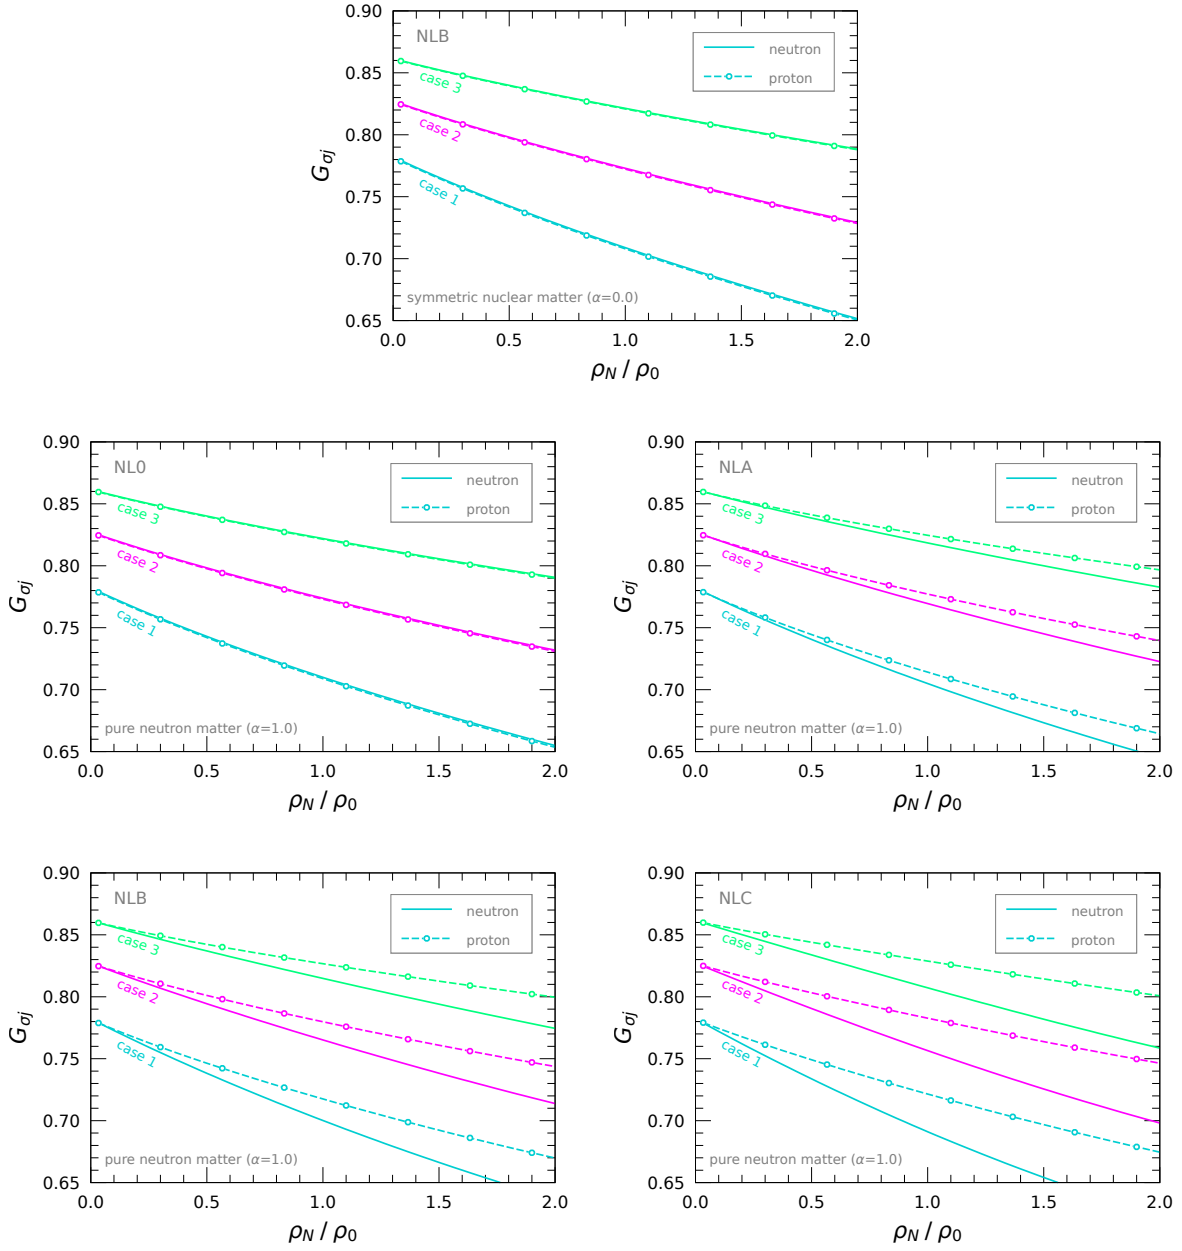 NLB
neutron
proton
case 3
case 2
case 1
symmetric nuclear matter (α=0.0)
0.90
0.85
0.80
0.75
0.70
0.65
G_σj
0.0 0.5 1.0 1.5 2.0
ρ_N / ρ_0
NL0
neutron
proton
case 3
case 2
case 1
pure neutron matter (α=1.0)
0.90
0.85
0.80
0.75
0.70
0.65
G_σj
0.0 0.5 1.0 1.5 2.0
ρ_N / ρ_0
NLA
neutron
proton
case 3
case 2
case 1
pure neutron matter (α=1.0)
0.90
0.85
0.80
0.75
0.70
0.65
G_σj
0.0 0.5 1.0 1.5 2.0
ρ_N / ρ_0
NLB
neutron
proton
case 3
case 2
case 1
pure neutron matter (α=1.0)
0.90
0.85
0.80
0.75
0.70
0.65
G_σj
0.0 0.5 1.0 1.5 2.0
ρ_N / ρ_0
NLC
neutron
proton
case 3
case 2
case 1
pure neutron matter (α=1.0)
0.90
0.85
0.80
0.75
0.70
0.65
G_σj
0.0 0.5 1.0 1.5 2.0
ρ_N / ρ_0